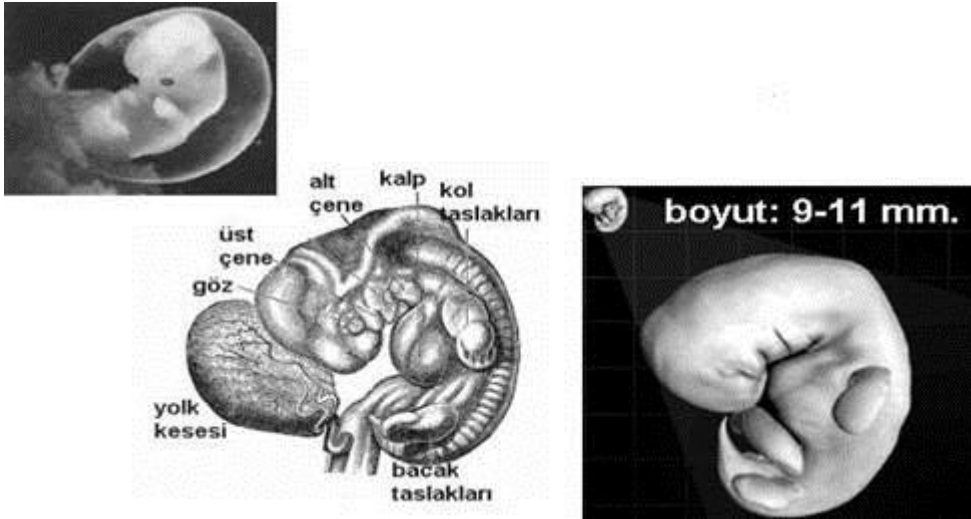 alt
çene
kalp
kol
taslakları
üst
çene
göz
yolk
kesesi
bacak
taslakları
boyut: 9-11 mm.